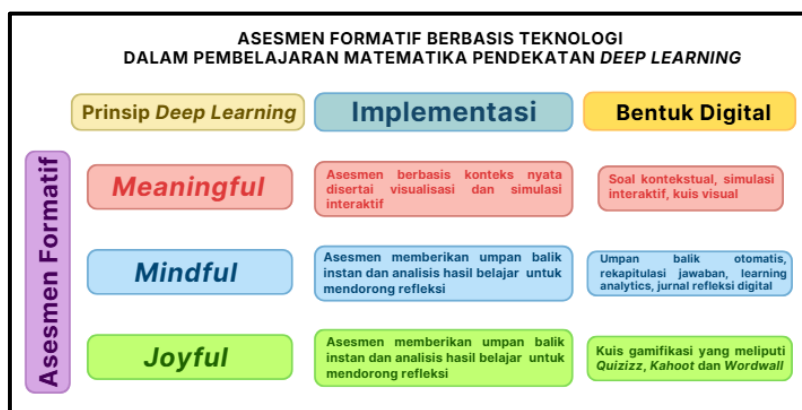 ASESMEN FORMATIF BERBASIS TEKNOLOGI
DALAM PEMBELAJARAN MATEMATIKA PENDEKATAN DEEP LEARNING
Prinsip Deep Learning
Implementasi
Bentuk Digital
Asesmen Formatif
Meaningful
Asesmen berbasis konteks nyata
disertai visualisasi dan simulasi
interaktif
Soal kontekstual, simulasi
interaktif, kuis visual
Mindful
Asesmen memberikan umpan balik
instan dan analisis hasil belajar untuk
mendorong refleksi
Umpan balik otomatis,
rekapitulasi jawaban, learning
analytics, jurnal refleksi digital
Joyful
Asesmen memberikan umpan balik
instan dan analisis hasil belajar untuk
mendorong refleksi
Kuis gamifikasi yang meliputi
Quizizz, Kahoot dan Wordwall